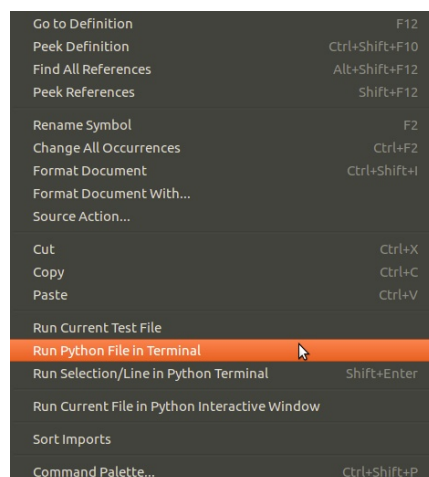 Go to Definition F12
Peek Definition Ctrl+Shift+F10
Find All References Alt+Shift+F12
Peek References Shift+F12
Rename Symbol F2
Change All Occurrences Ctrl+F2
Format Document Ctrl+Shift+I
Format Document With...
Source Action...
Cut Ctrl+X
Copy Ctrl+C
Paste Ctrl+V
Run Current Test File
Run Python File in Terminal
Run Selection/Line in Python Terminal Shift+Enter
Run Current File in Python Interactive Window
Sort Imports
Command Palette... Ctrl+Shift+P